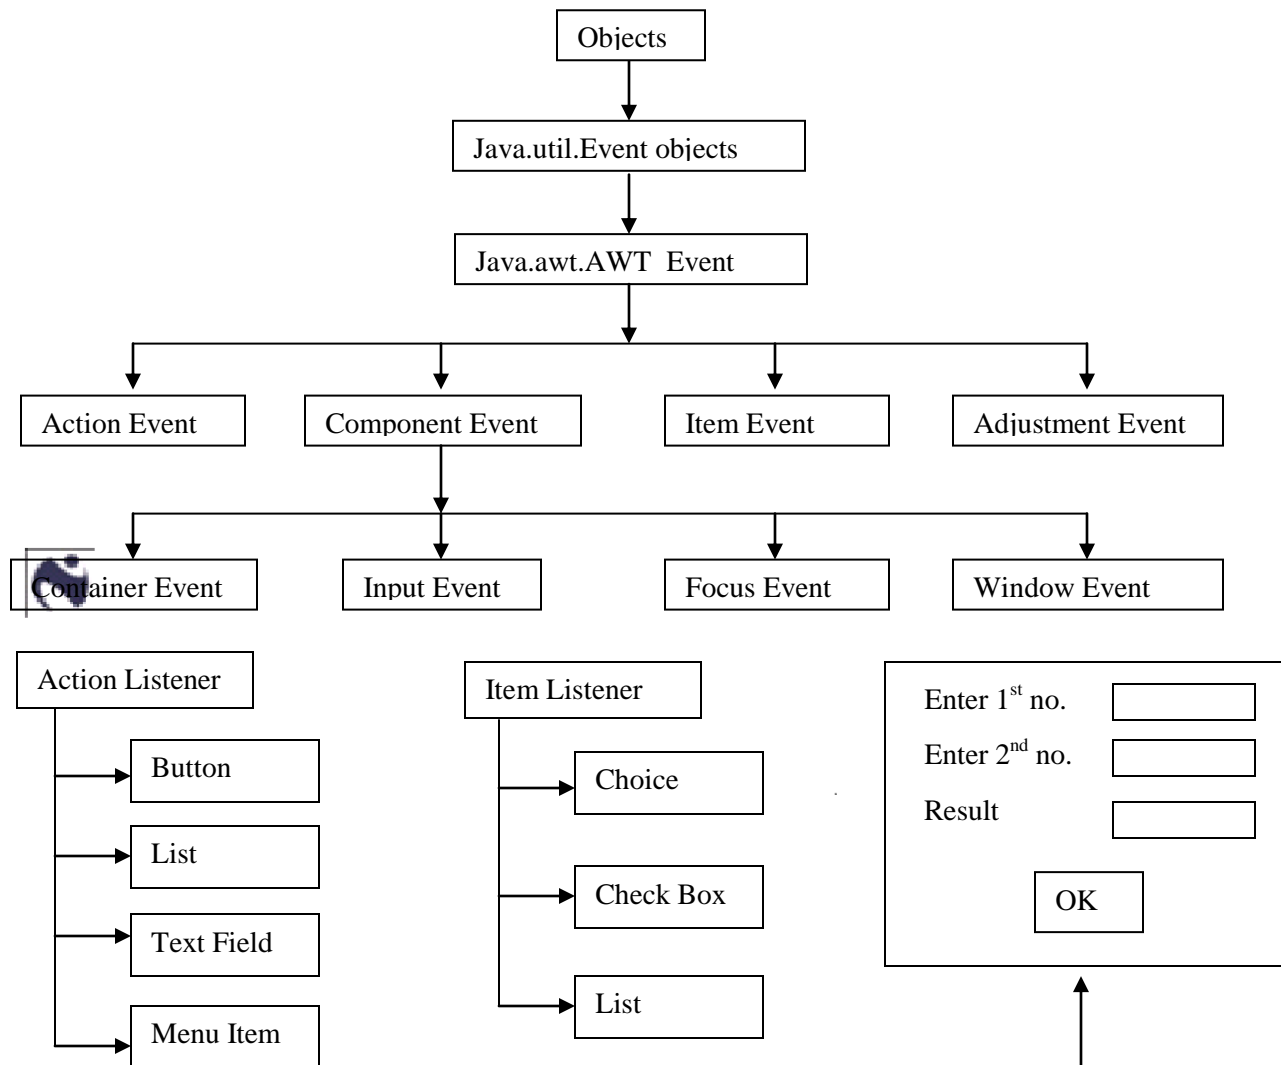 Objects
Java.util.Event objects
Java.awt.AWT Event
Action Event
Component Event
Item Event
Adjustment Event
Container Event
Input Event
Focus Event
Window Event
Action Listener
Button
List
Text Field
Menu Item
Item Listener
Choice
Check Box
List
Enter 1st no.
Enter 2nd no.
Result
OK